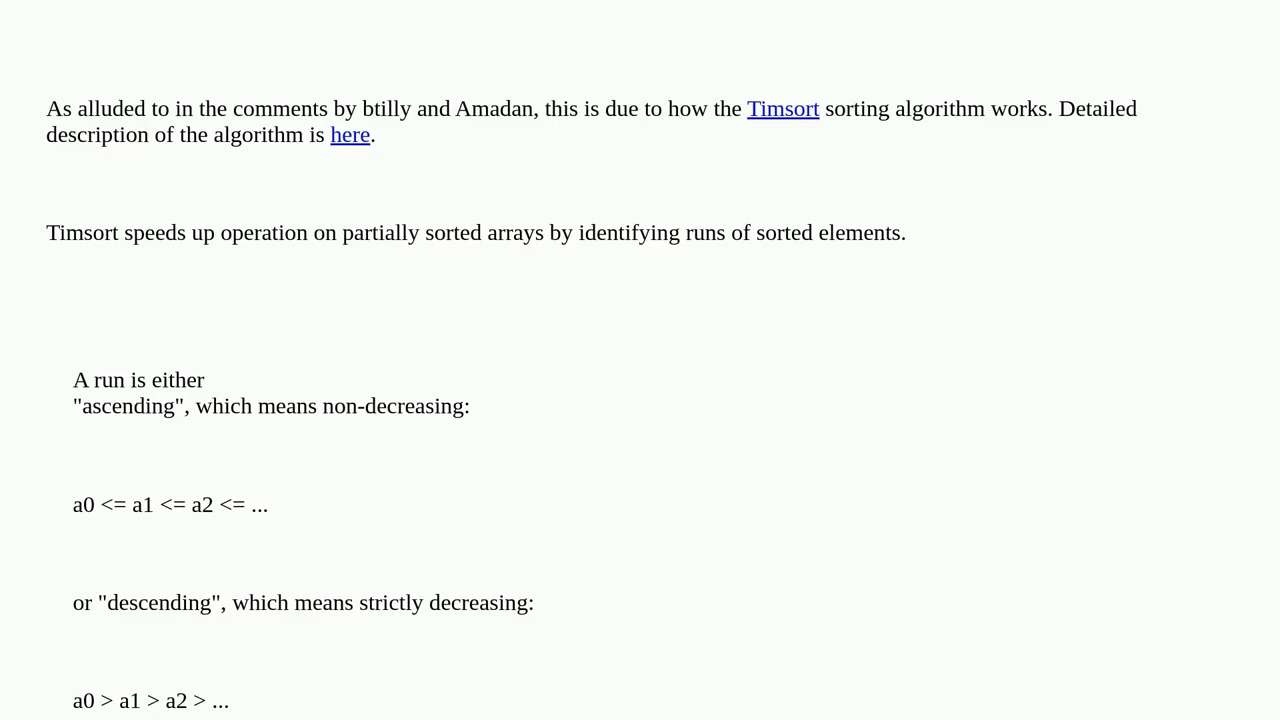 As alluded to in the comments by btilly and Amadan, this is due to how the Timsort sorting algorithm works. Detailed
description of the algorithm is here.
Timsort speeds up operation on partially sorted arrays by identifying runs of sorted elements.
A run is either
"ascending", which means non-decreasing:
a0 <= a1 <= a2 <= ...
or "descending", which means strictly decreasing:
a0 > a1 > a2 > ...